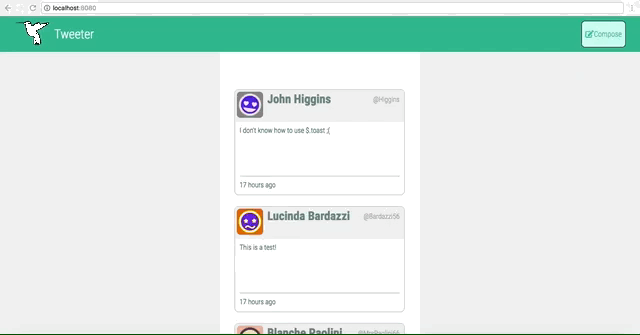 localhost:8080
Tweeter
Compose
John Higgins
@Higgins
I don't know how to use $.toast ;(
17 hours ago
Lucinda Bardazzi
@Bardazzi56
This is a test!
17 hours ago
Blanche Paolini